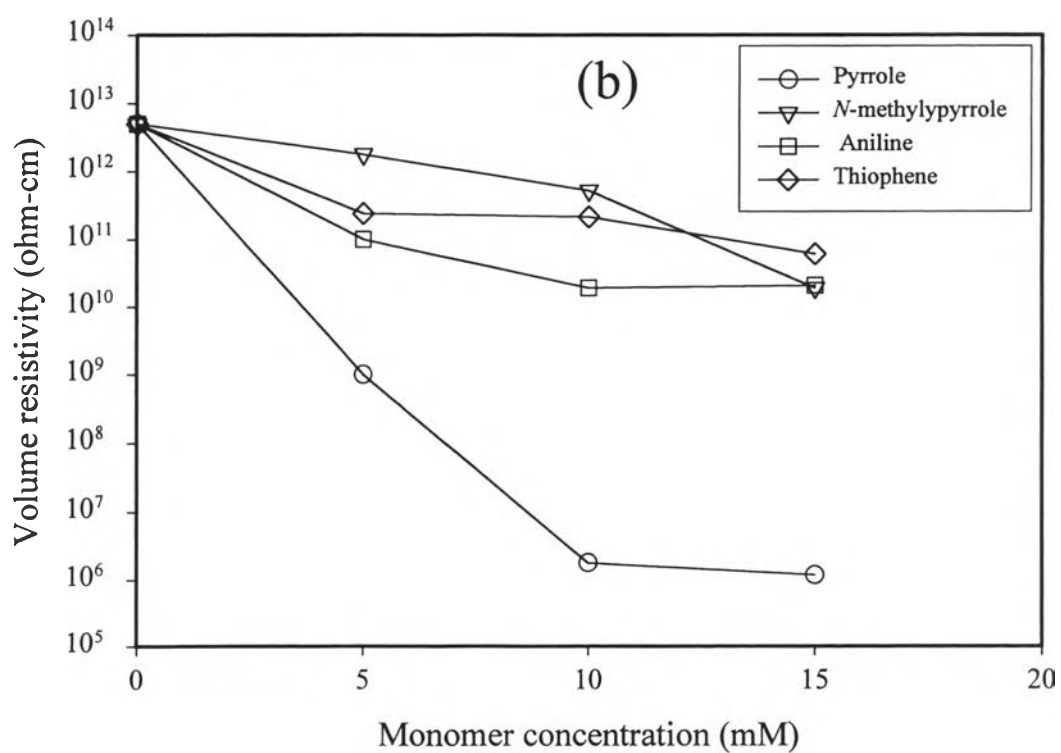 Volume resistivity (ohm-cm)
10^14
10^13
10^12
10^11
10^10
10^9
10^8
10^7
10^6
10^5
(b)
Pyrrole
N-methylypyrrole
Aniline
Thiophene
0 5 10 15 20
Monomer concentration (mM)